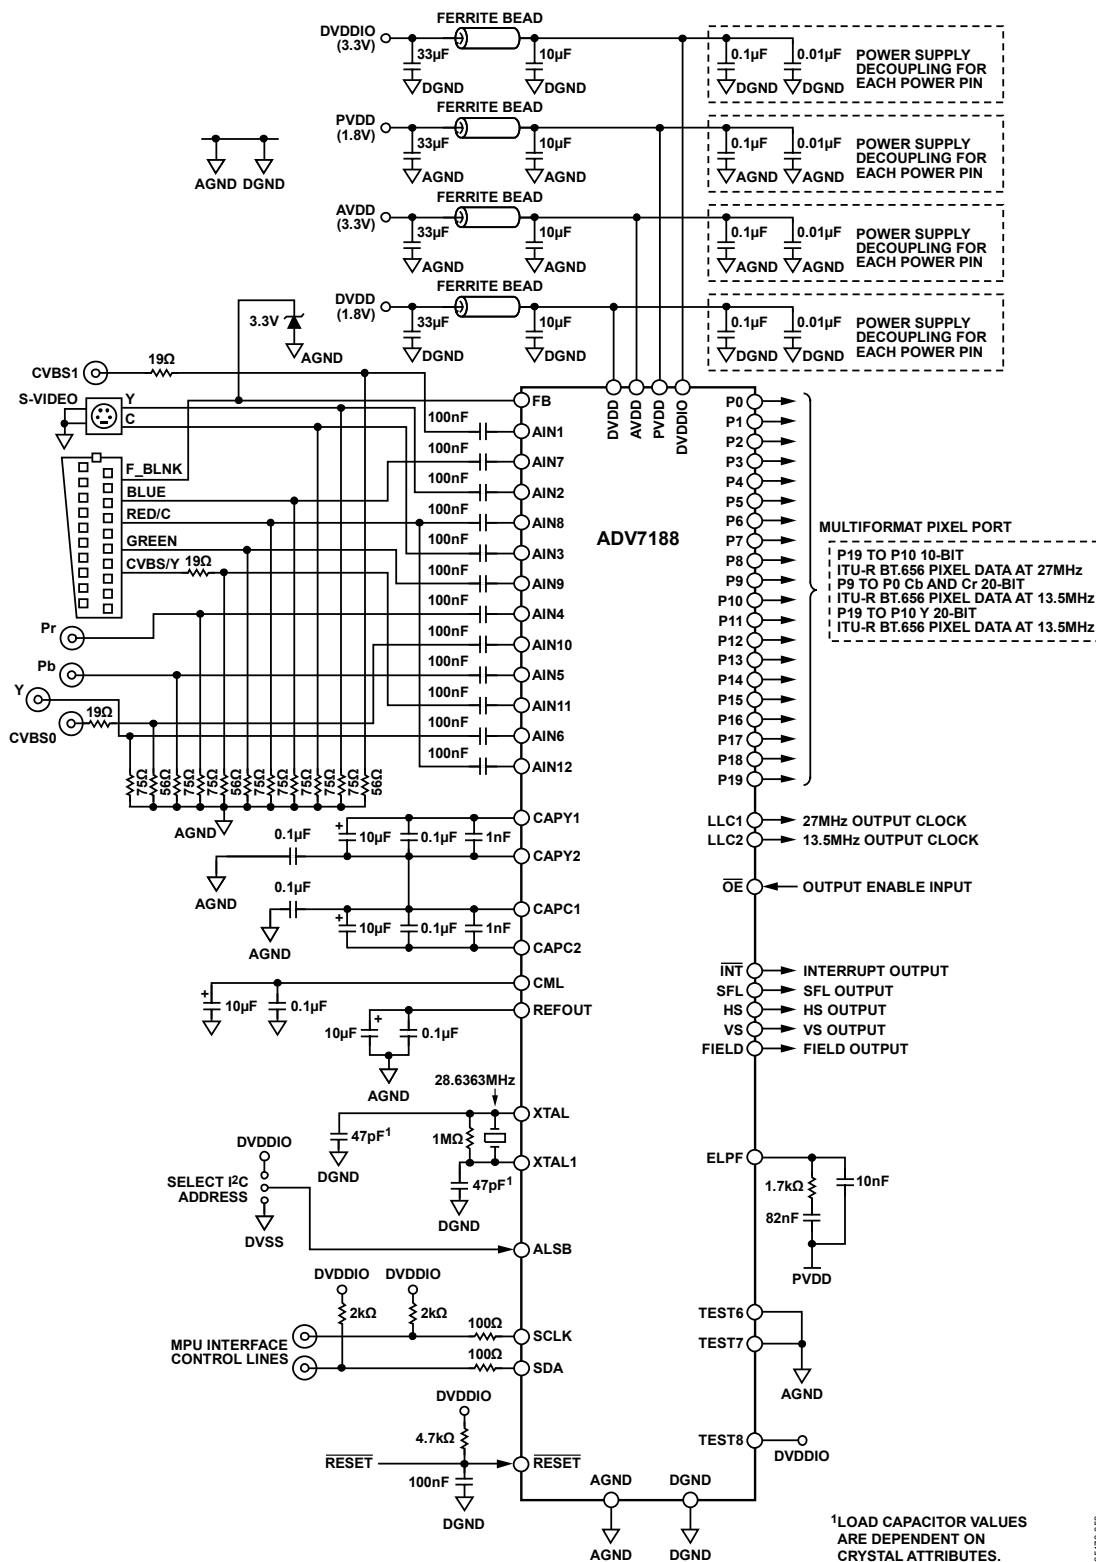 FERRITE BEAD
DVDDIO
(3.3V)
33µF
DGND
10µF
DGND
0.1µF
DGND
0.01µF
DGND
POWER SUPPLY
DECOUPLING FOR
EACH POWER PIN
FERRITE BEAD
PVDD
(1.8V)
33µF
AGND
10µF
AGND
0.1µF
AGND
0.01µF
AGND
POWER SUPPLY
DECOUPLING FOR
EACH POWER PIN
AGND DGND
FERRITE BEAD
AVDD
(3.3V)
33µF
AGND
10µF
AGND
0.1µF
AGND
0.01µF
AGND
POWER SUPPLY
DECOUPLING FOR
EACH POWER PIN
FERRITE BEAD
DVDD
(1.8V)
33µF
DGND
10µF
DGND
0.1µF
DGND
0.01µF
DGND
POWER SUPPLY
DECOUPLING FOR
EACH POWER PIN
3.3V
AGND
CVBS1
19Ω
S-VIDEO
Y
C
F_BLNK
BLUE
RED/C
GREEN
CVBS/Y
19Ω
Pr
Pb
Y
CVBS0
19Ω
75Ω
56Ω
75Ω
75Ω
56Ω
75Ω
75Ω
75Ω
75Ω
75Ω
56Ω
AGND
FB
100nF
AIN1
100nF
AIN7
100nF
AIN2
100nF
AIN8
100nF
AIN3
100nF
AIN9
100nF
AIN4
100nF
AIN10
100nF
AIN5
100nF
AIN11
100nF
AIN6
100nF
AIN12
DVDD
AVDD
PVDD
DVDDIO
ADV7188
P0
P1
P2
P3
P4
P5
P6
P7
P8
P9
P10
P11
P12
P13
P14
P15
P16
P17
P18
P19
MULTIFORMAT PIXEL PORT
P19 TO P10 10-BIT
ITU-R BT.656 PIXEL DATA AT 27MHz
P9 TO P0 Cb AND Cr 20-BIT
ITU-R BT.656 PIXEL DATA AT 13.5MHz
P19 TO P10 Y 20-BIT
ITU-R BT.656 PIXEL DATA AT 13.5MHz
LLC1
27MHz OUTPUT CLOCK
LLC2
13.5MHz OUTPUT CLOCK
OE
OUTPUT ENABLE INPUT
INT
INTERRUPT OUTPUT
SFL
SFL OUTPUT
HS
HS OUTPUT
VS
VS OUTPUT
FIELD
FIELD OUTPUT
0.1µF
AGND
+
10µF
0.1µF
1nF
CAPY1
CAPY2
0.1µF
AGND
+
10µF
0.1µF
1nF
CAPC1
CAPC2
+
10µF
0.1µF
CML
REFOUT
10µF
+
0.1µF
AGND
28.6363MHz
XTAL
47pF1
DGND
1MΩ
XTAL1
47pF1
DGND
DVDDIO
SELECT I2C
ADDRESS
DVSS
ALSB
DVDDIO
DVDDIO
2kΩ
2kΩ
MPU INTERFACE
CONTROL LINES
100Ω
SCLK
100Ω
SDA
DVDDIO
4.7kΩ
RESET
RESET
100nF
DGND
ELPF
1.7kΩ
10nF
82nF
PVDD
TEST6
TEST7
AGND
TEST8
DVDDIO
AGND
DGND
AGND
DGND
1LOAD CAPACITOR VALUES
ARE DEPENDENT ON
CRYSTAL ATTRIBUTES.